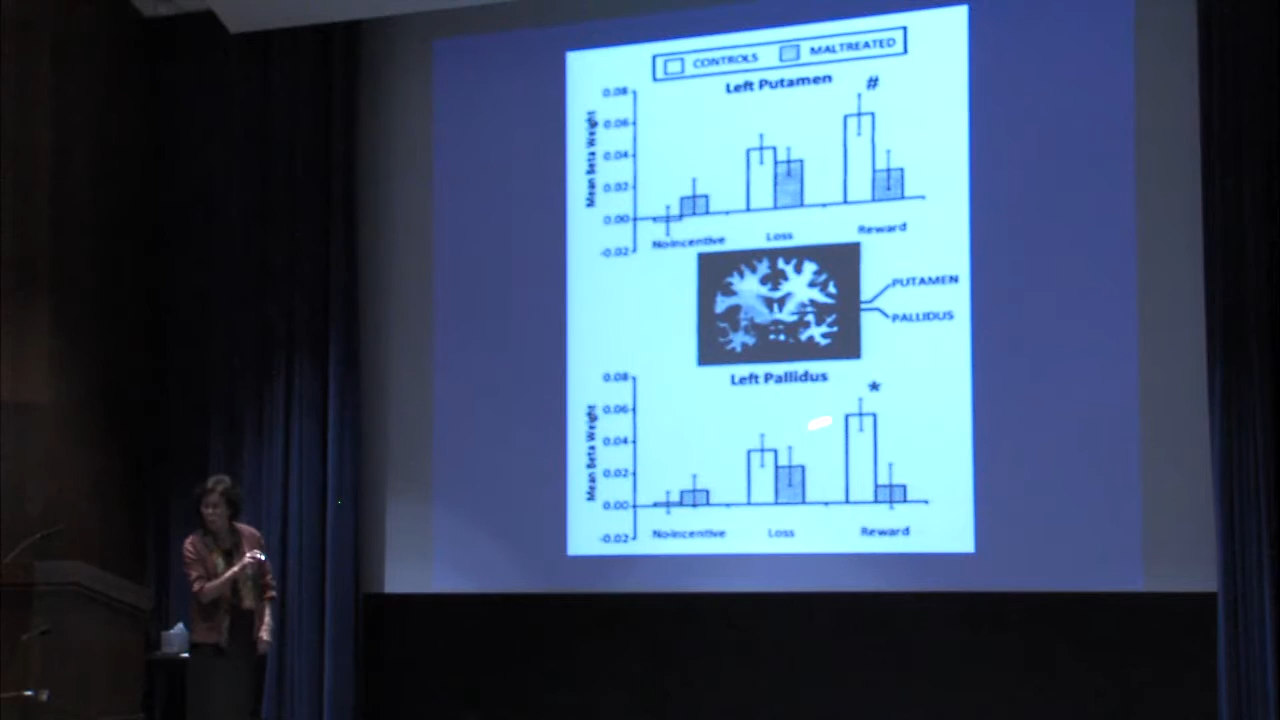 CONTROLS MALTREATED
Left Putamen
#
Mean Beta Weight
0.08
0.06
0.04
0.02
0.00
-0.02
No-Incentive Loss Reward
PUTAMEN
PALLIDUS
Left Pallidus
*
Mean Beta Weight
0.08
0.06
0.04
0.02
0.00
-0.02
No-Incentive Loss Reward